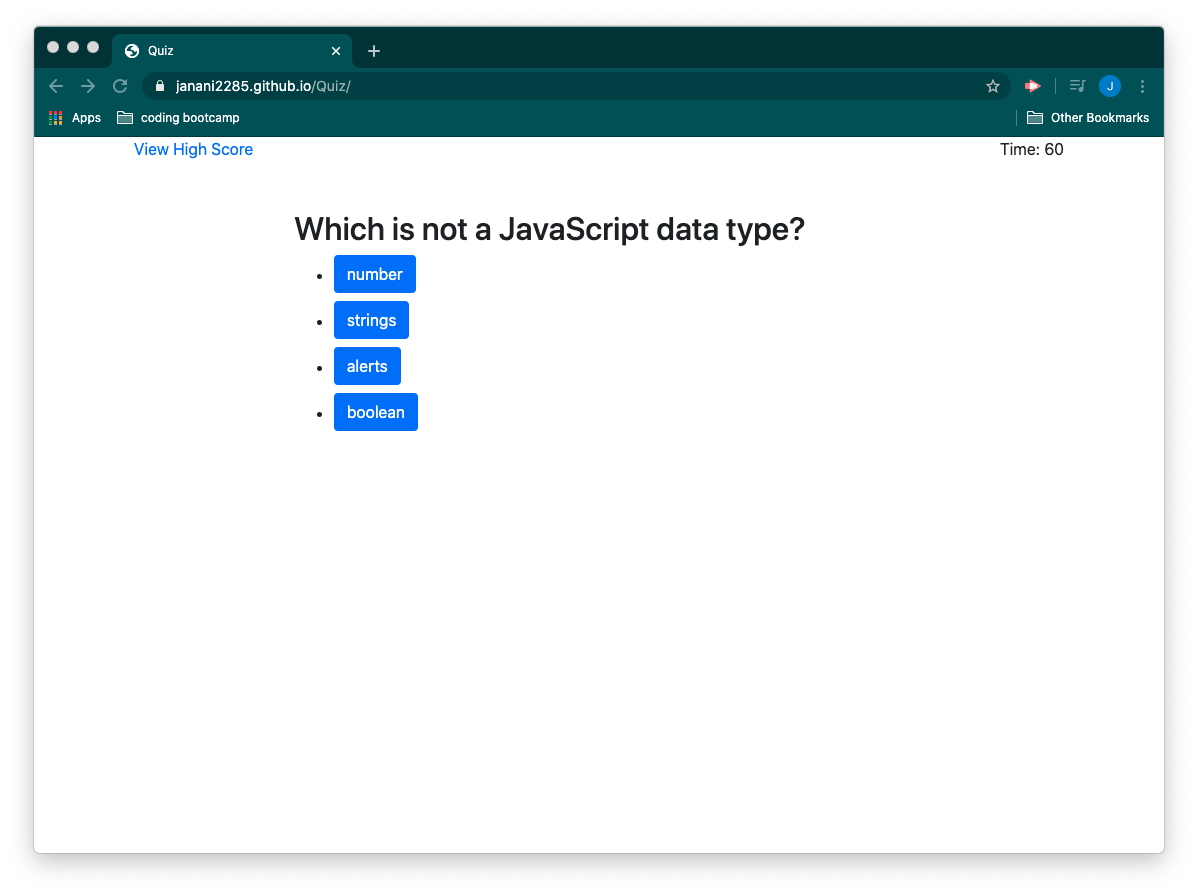 Quiz
janani2285.github.io/Quiz/
J
Apps
coding bootcamp
Other Bookmarks
View High Score
Time: 60
Which is not a JavaScript data type?
number
strings
alerts
boolean